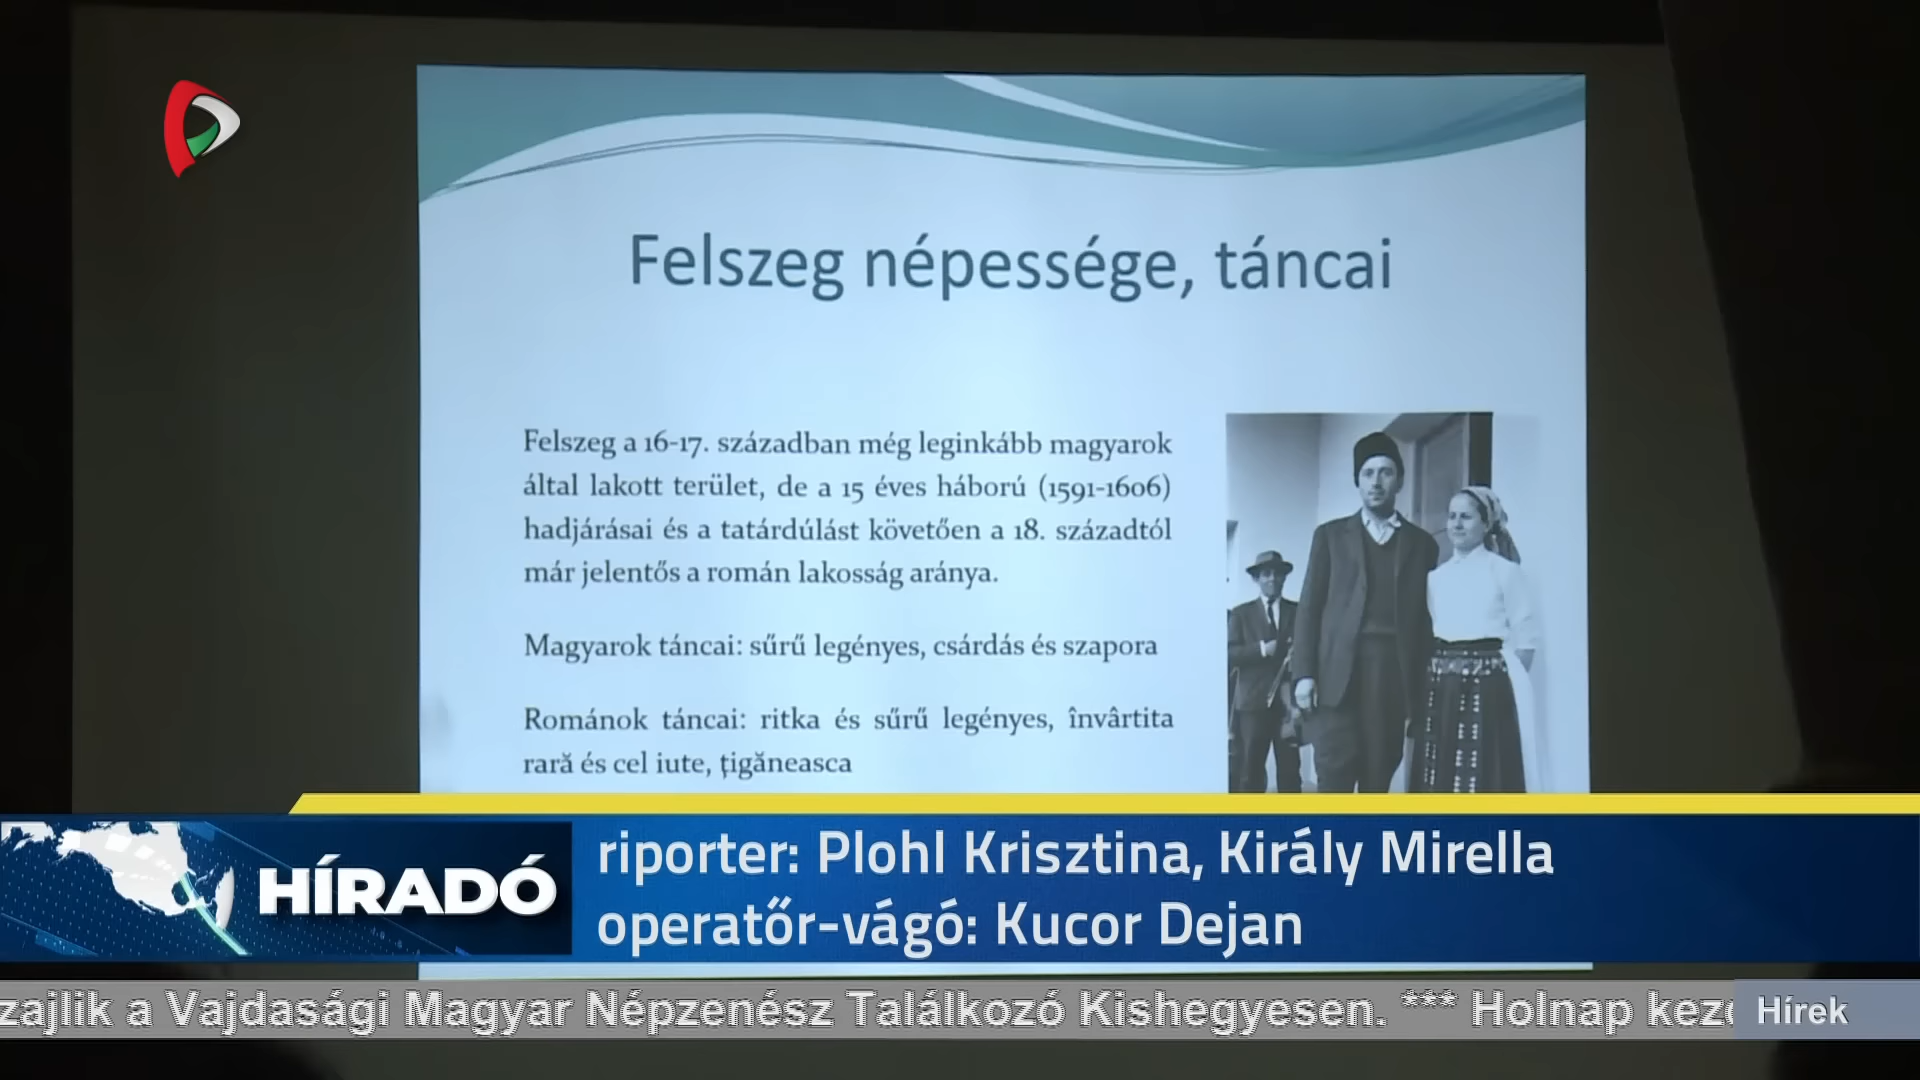 Felszeg népessége, táncai
Felszeg a 16-17. században még leginkább magyarok
által lakott terület, de a 15 éves háború (1591-1606)
hadjárásai és a tatárdúlást követően a 18. századtól
már jelentős a román lakosság aránya.
Magyarok táncai: sűrű legényes, csárdás és szapora
Románok táncai: ritka és sűrű legényes, învârtita
rară és cel iute, țigăneasca
HÍRADÓ
riporter: Plohl Krisztina, Király Mirella
operatőr-vágó: Kucor Dejan
zajlik a Vajdasági Magyar Népzenész Találkozó Kishegyesen. *** Holnap
Hírek